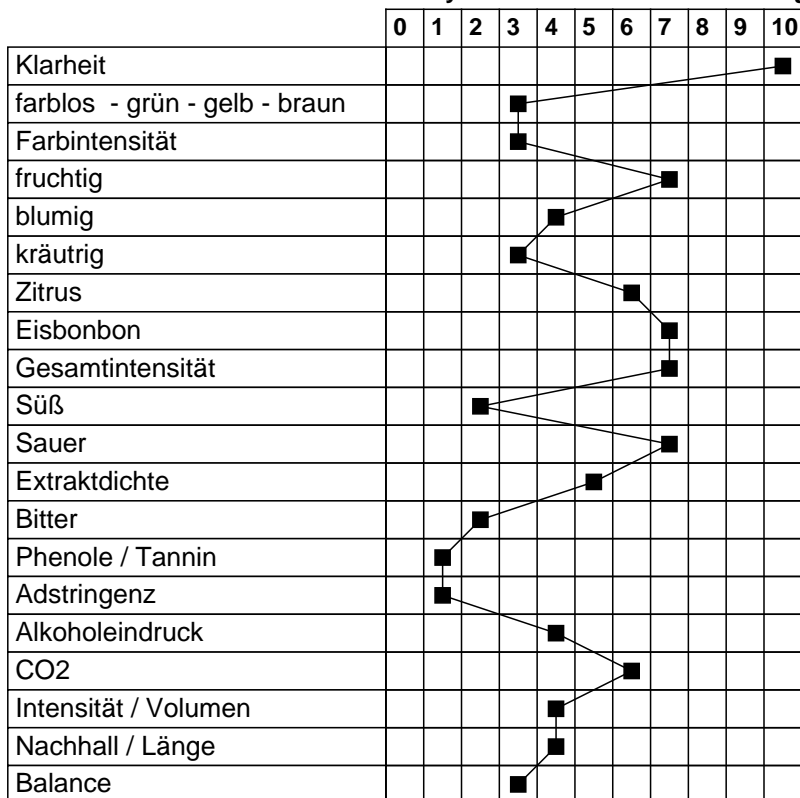 0 1 2 3 4 5 6 7 8 9 10
Klarheit
farblos - grün - gelb - braun
Farbintensität
fruchtig
blumig
kräutrig
Zitrus
Eisbonbon
Gesamtintensität
Süß
Sauer
Extraktdichte
Bitter
Phenole / Tannin
Adstringenz
Alkoholeindruck
CO2
Intensität / Volumen
Nachhall / Länge
Balance